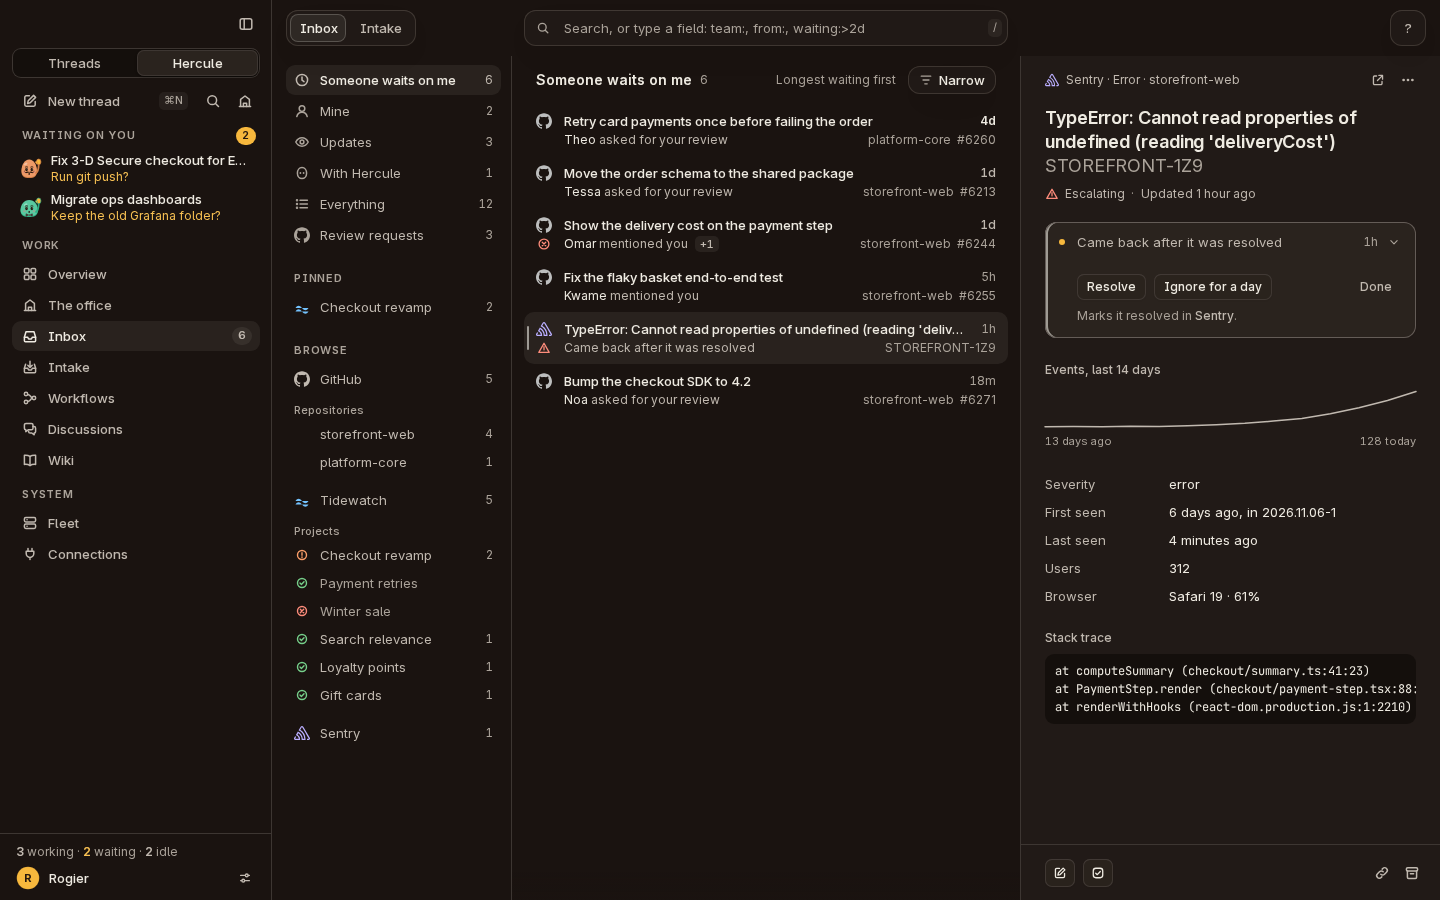 Threads
Hercule
New thread
⌘N
WAITING ON YOU
2
Fix 3-D Secure checkout for E…
Run git push?
Migrate ops dashboards
Keep the old Grafana folder?
WORK
Overview
The office
Inbox
6
Intake
Workflows
Discussions
Wiki
SYSTEM
Fleet
Connections
3 working · 2 waiting · 2 idle
R
Rogier
Inbox
Intake
Someone waits on me 6
Mine 2
Updates 3
With Hercule 1
Everything 12
Review requests 3
PINNED
Checkout revamp 2
BROWSE
GitHub 5
Repositories
storefront-web 4
platform-core 1
Tidewatch 5
Projects
Checkout revamp 2
Payment retries
Winter sale
Search relevance 1
Loyalty points 1
Gift cards 1
Sentry 1
Search, or type a field: team:, from:, waiting:>2d
/
?
Someone waits on me 6
Longest waiting first
Narrow
Retry card payments once before failing the order 4d
Theo asked for your review platform-core #6260
Move the order schema to the shared package 1d
Tessa asked for your review storefront-web #6213
Show the delivery cost on the payment step 1d
Omar mentioned you +1 storefront-web #6244
Fix the flaky basket end-to-end test 5h
Kwame mentioned you storefront-web #6255
TypeError: Cannot read properties of undefined (reading 'deliv… 1h
Came back after it was resolved STOREFRONT-1Z9
Bump the checkout SDK to 4.2 18m
Noa asked for your review storefront-web #6271
Sentry · Error · storefront-web
TypeError: Cannot read properties of
undefined (reading 'deliveryCost')
STOREFRONT-1Z9
Escalating · Updated 1 hour ago
Came back after it was resolved 1h
Resolve
Ignore for a day
Done
Marks it resolved in Sentry.
Events, last 14 days
13 days ago 128 today
Severity error
First seen 6 days ago, in 2026.11.06-1
Last seen 4 minutes ago
Users 312
Browser Safari 19 · 61%
Stack trace
at computeSummary (checkout/summary.ts:41:23)
at PaymentStep.render (checkout/payment-step.tsx:88:
at renderWithHooks (react-dom.production.js:1:2210)